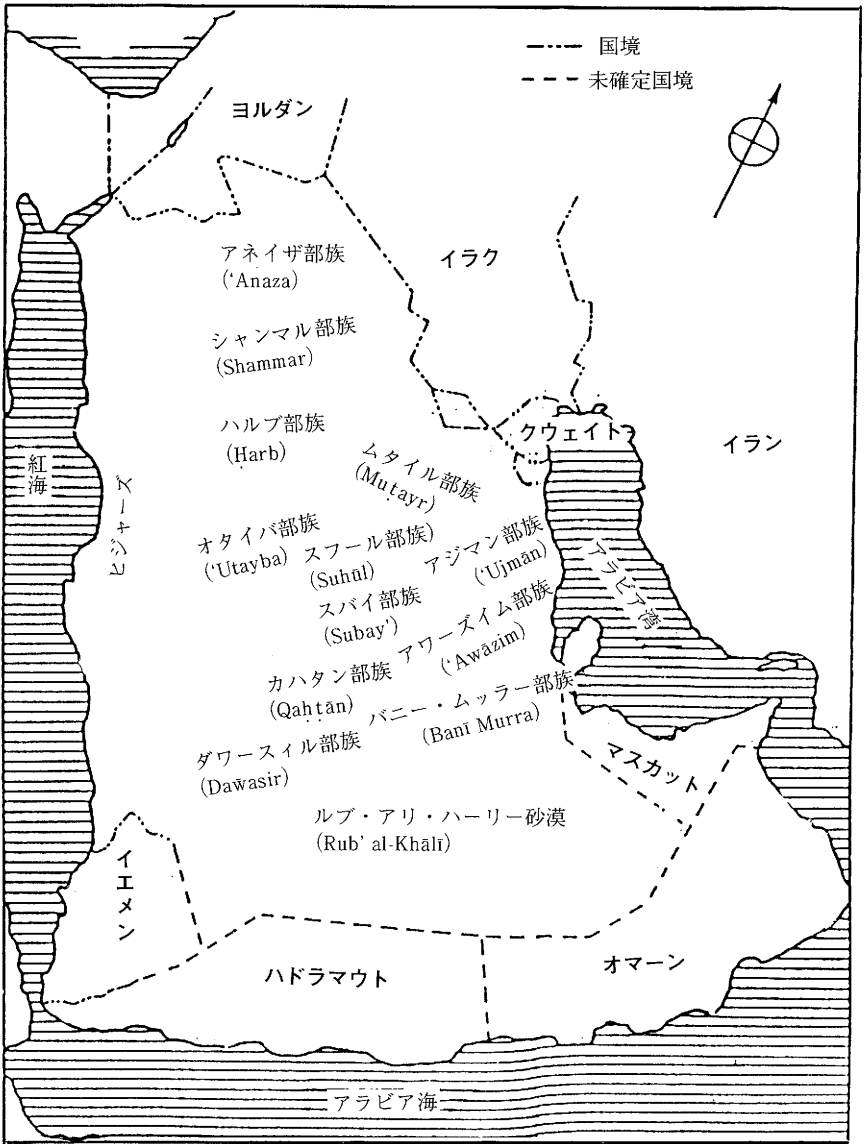 国境
未確定国境
ヨルダン
アネイザ部族
(‘Anaza)
イラク
シャンマル部族
(Shammar)
ハルブ部族
(Ḥarb)
クウェイト
イラン
紅海
ヒジャーズ
ムタイル部族
(Muṭayr)
オタイバ部族
(‘Utayba)
スフール部族)
(Suhūl)
アジマン部族
(‘Ujmān)
アラビア湾
スバイ部族
(Subay’)
アワーズイム部族
(‘Awāzim)
カハタン部族
(Qaḥṭān)
バニー・ムッラー部族
(Banī Murra)
ダワースィル部族
(Dawāsir)
マスカット
ルブ・アリ・ハーリー砂漠
(Rub’ al-Khālī)
イエメン
ハドラマウト
オマーン
アラビア海